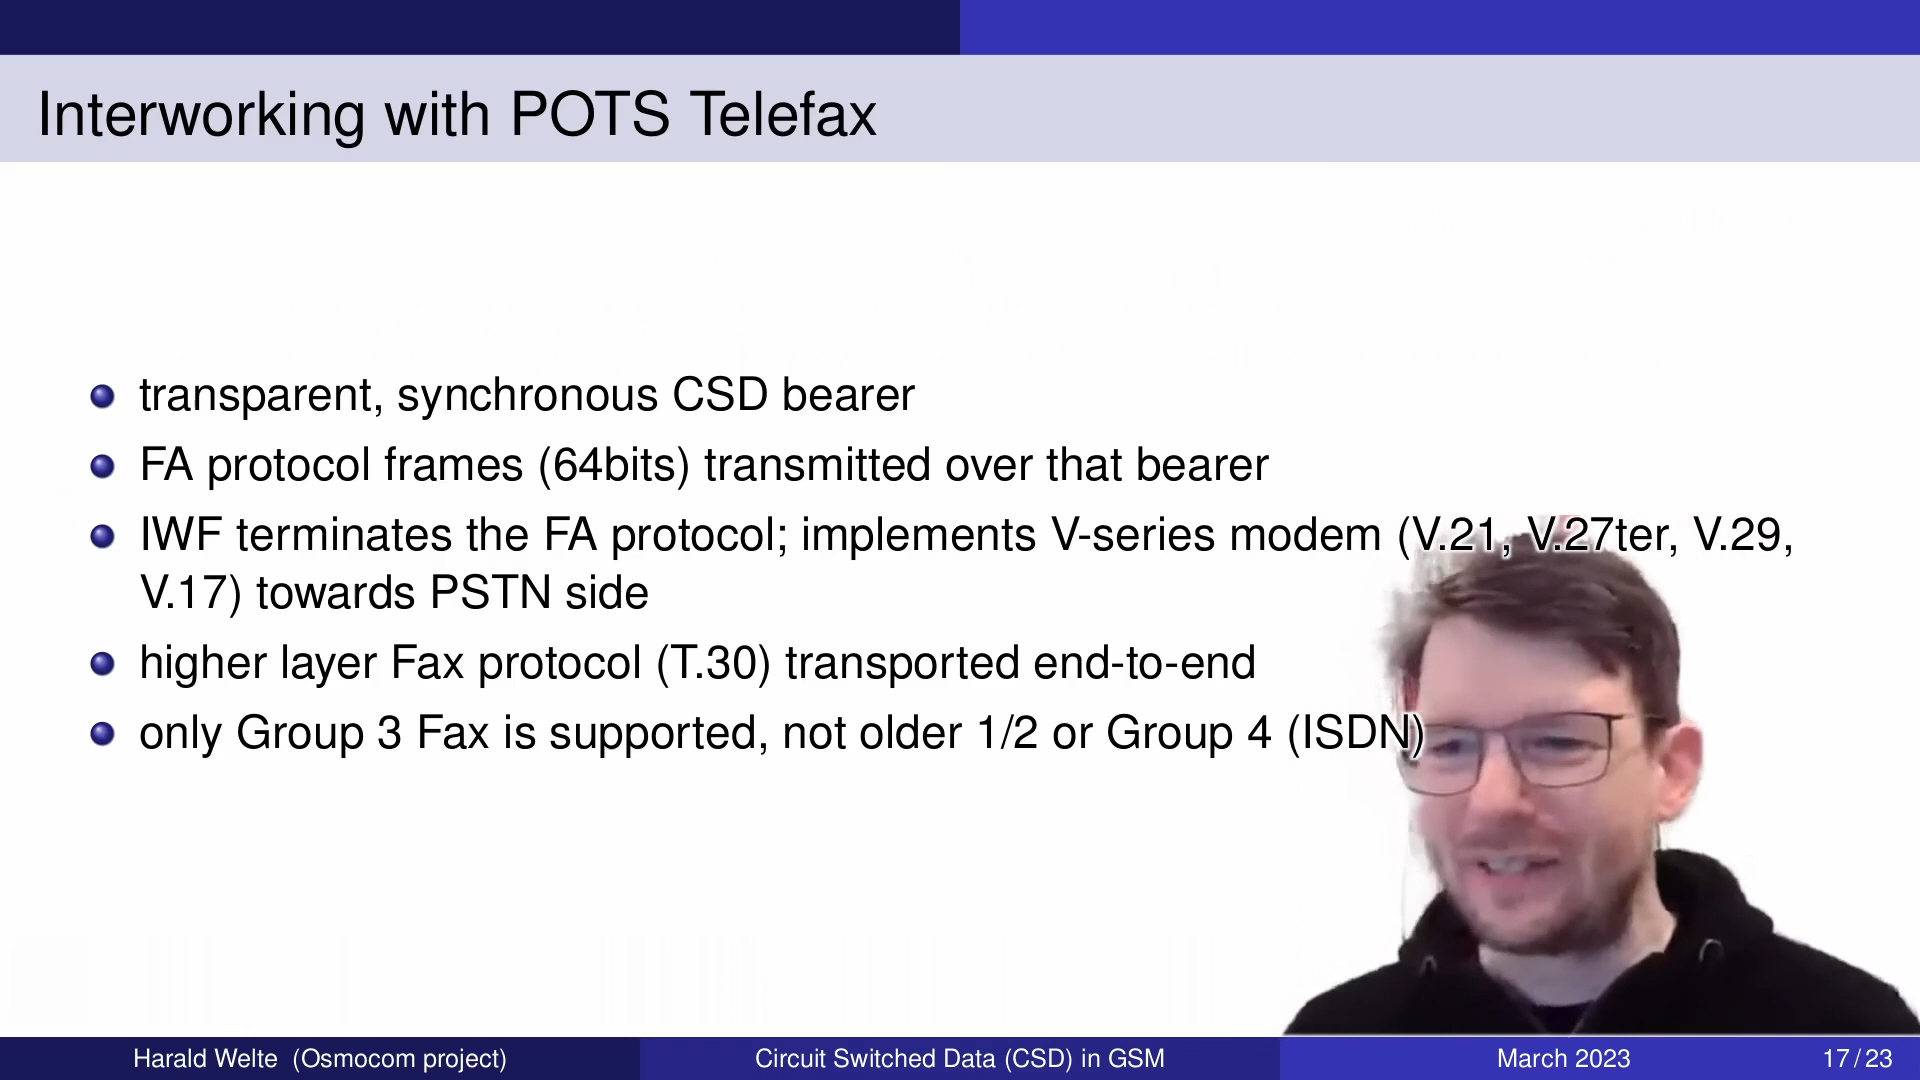 Interworking with POTS Telefax
transparent, synchronous CSD bearer
FA protocol frames (64bits) transmitted over that bearer
IWF terminates the FA protocol; implements V-series modem (V.21, V.27ter, V.29,
V.17) towards PSTN side
higher layer Fax protocol (T.30) transported end-to-end
only Group 3 Fax is supported, not older 1/2 or Group 4 (ISDN)
Harald Welte (Osmocom project)
Circuit Switched Data (CSD) in GSM
March 2023
17 / 23